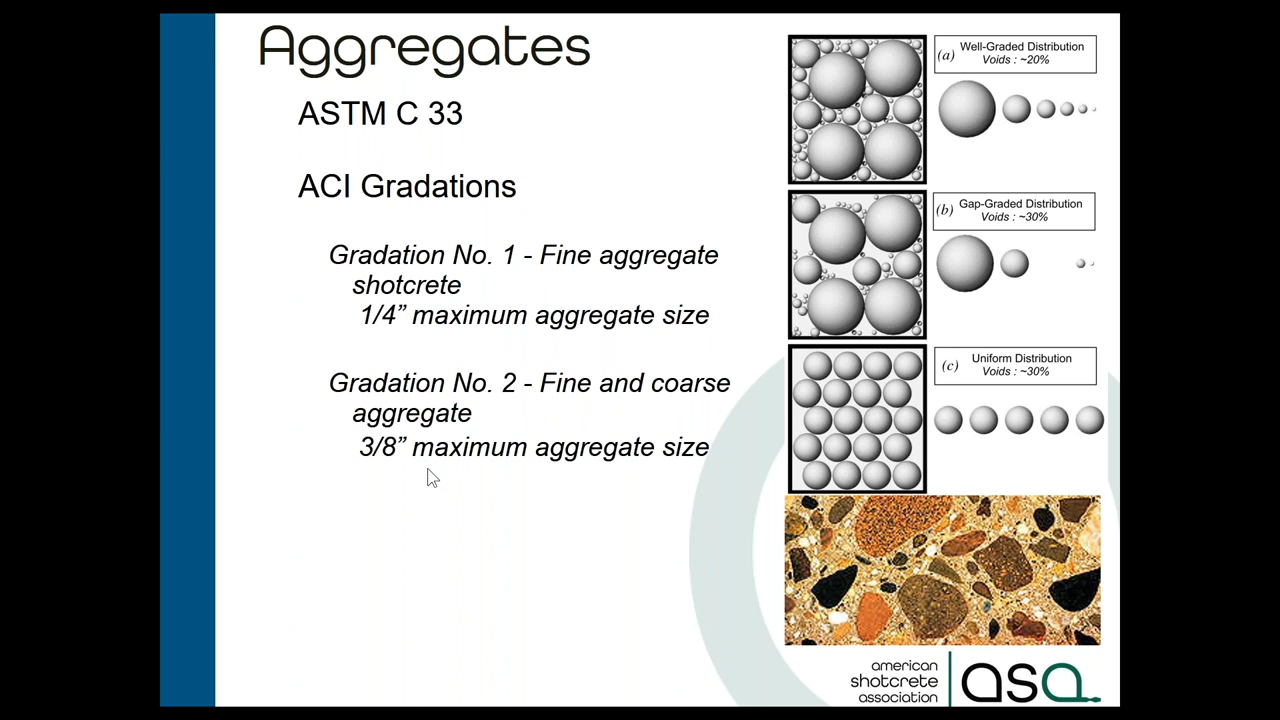 Aggregates
ASTM C 33
ACI Gradations
Gradation No. 1 - Fine aggregate
shotcrete
1/4” maximum aggregate size
Gradation No. 2 - Fine and coarse
aggregate
3/8” maximum aggregate size
(a) Well-Graded Distribution
Voids : ~20%
(b) Gap-Graded Distribution
Voids : ~30%
(c) Uniform Distribution
Voids : ~30%
american
shotcrete
association
asa